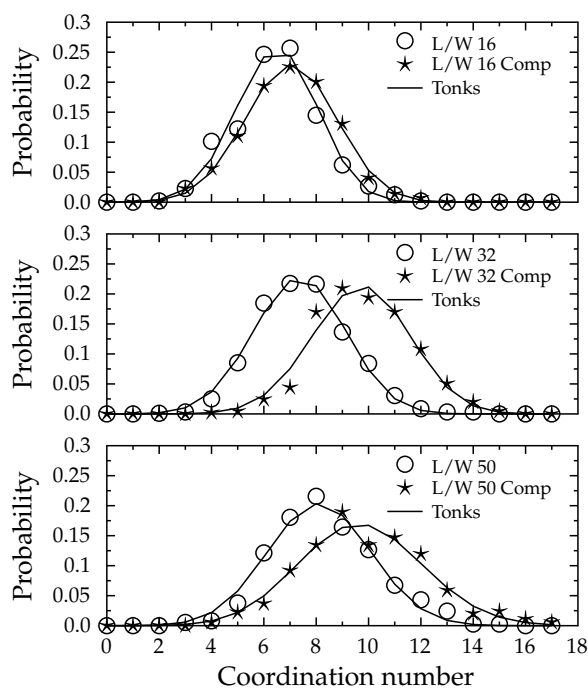 0.3
0.25
0.2
0.15
0.1
0.05
0.0
Probability
L/W 16
L/W 16 Comp
Tonks
0.3
0.25
0.2
0.15
0.1
0.05
0.0
Probability
L/W 32
L/W 32 Comp
Tonks
0.3
0.25
0.2
0.15
0.1
0.05
0.0
Probability
L/W 50
L/W 50 Comp
Tonks
0 2 4 6 8 10 12 14 16 18
Coordination number